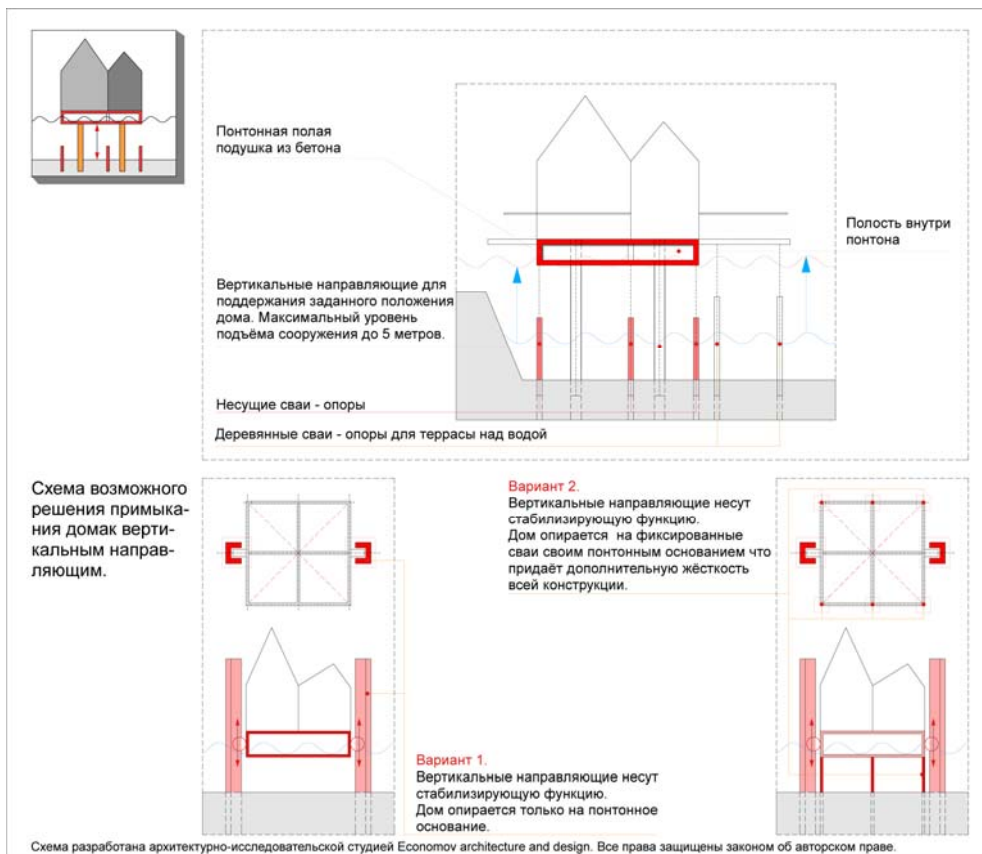 Понтонная полая
подушка из бетона
Полость внутри
понтона
Вертикальные направляющие для
поддержания заданного положения
дома. Максимальный уровень
подъёма сооружения до 5 метров.
Несущие сваи - опоры
Деревянные сваи - опоры для террасы над водой
Схема возможного
решения примыка-
ния домак верти-
кальным направ-
ляющим.
Вариант 2.
Вертикальные направляющие несут
стабилизирующую функцию.
Дом опирается на фиксированные
сваи своим понтонным основанием что
придаёт дополнительную жёсткость
всей конструкции.
Вариант 1.
Вертикальные направляющие несут
стабилизирующую функцию.
Дом опирается только на понтонное
основание.
Схема разработана архитектурно-исследовательской студией Economov architecture and design. Все права защищены законом об авторском праве.